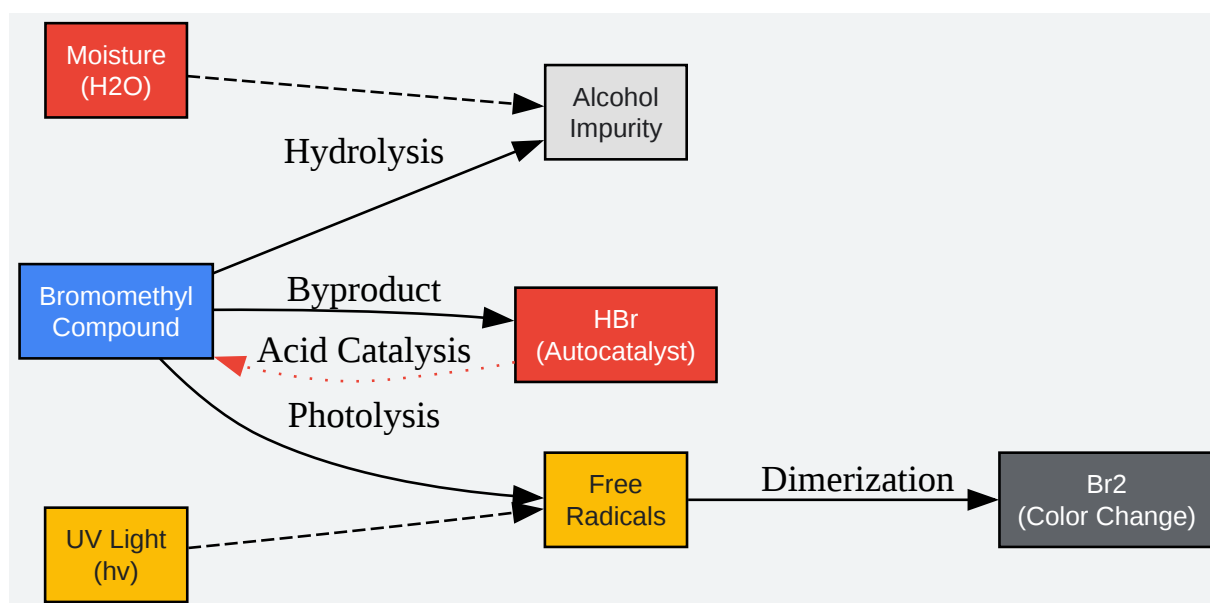 Moisture
(H2O)
Alcohol
Impurity
Hydrolysis
Bromomethyl
Compound
Byproduct
HBr
(Autocatalyst)
Acid Catalysis
Photolysis
Free
Radicals
Dimerization
Br2
(Color Change)
UV Light
(hv)